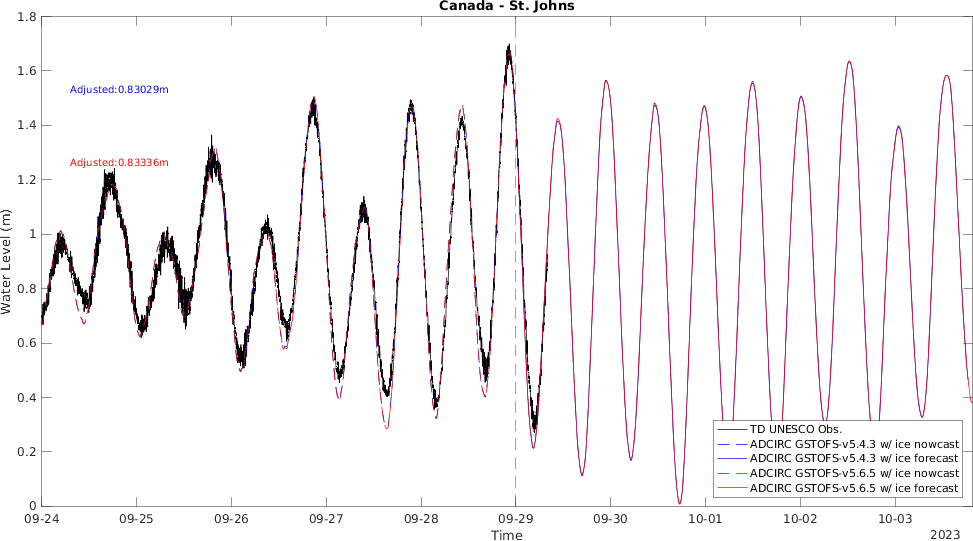 Canada - St. Johns
1.8
1.6
1.4
1.2
1
0.8
0.6
0.4
0.2
0
Water Level (m)
Adjusted:0.83029m
Adjusted:0.83336m
TD UNESCO Obs.
ADCIRC GSTOFS-v5.4.3 w/ ice nowcast
ADCIRC GSTOFS-v5.4.3 w/ ice forecast
ADCIRC GSTOFS-v5.6.5 w/ ice nowcast
ADCIRC GSTOFS-v5.6.5 w/ ice forecast
09-24 09-25 09-26 09-27 09-28 09-29 09-30 10-01 10-02 10-03
Time
2023